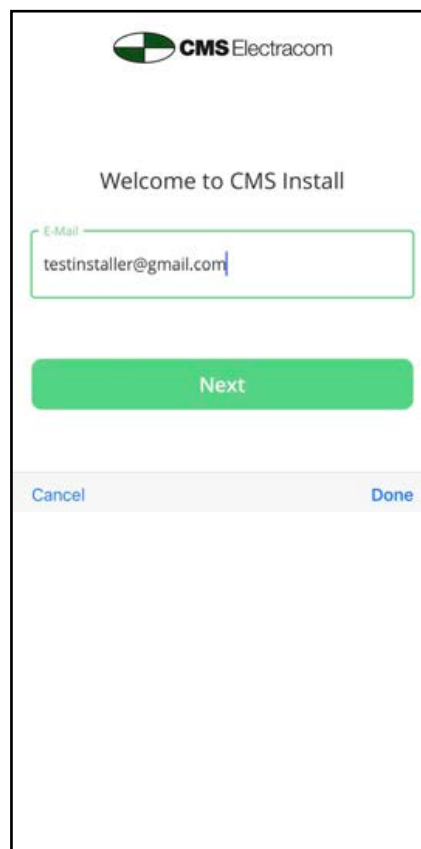 CMS Electracom
Welcome to CMS Install
E-Mail
testinstaller@gmail.com
Next
Cancel Done